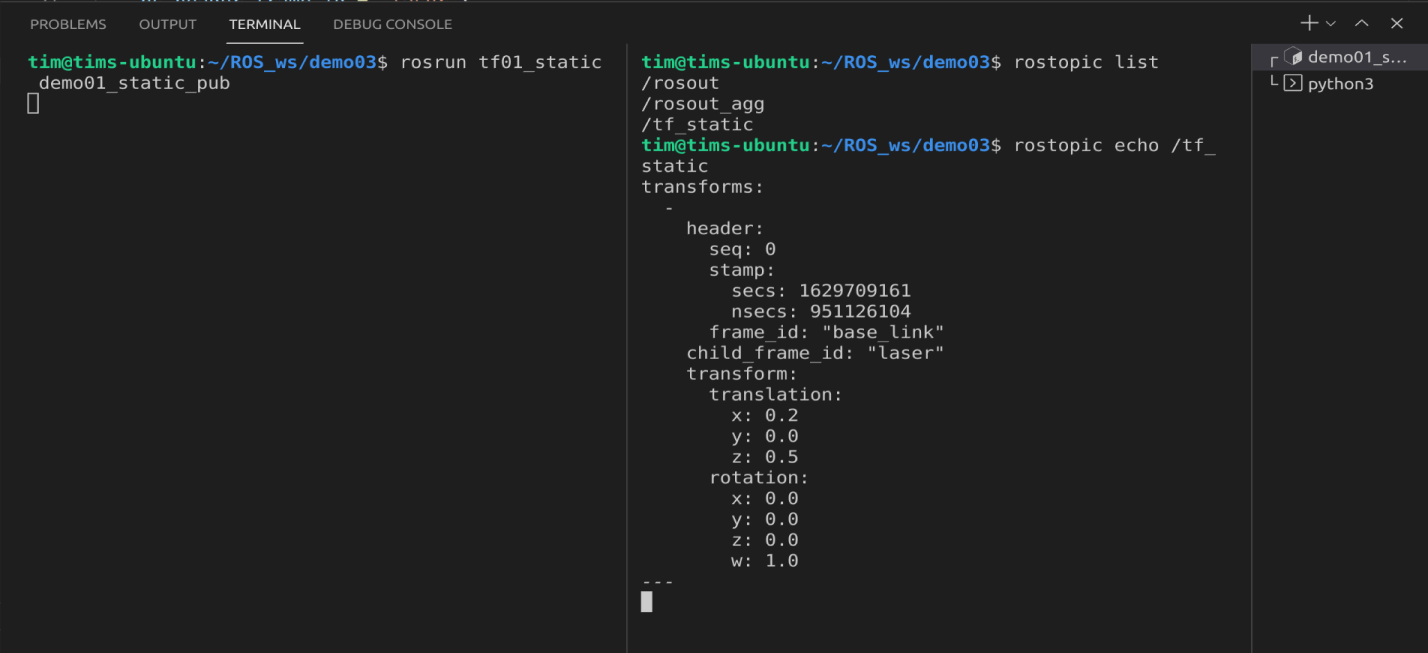 PROBLEMS OUTPUT TERMINAL DEBUG CONSOLE
tim@tims-ubuntu:~/ROS_ws/demo03$ rosrun tf01_static
demo01_static_pub
tim@tims-ubuntu:~/ROS_ws/demo03$ rostopic list
/rosout
/rosout_agg
/tf_static
tim@tims-ubuntu:~/ROS_ws/demo03$ rostopic echo /tf_
static
transforms:
  -
    header:
      seq: 0
      stamp:
        secs: 1629709161
        nsecs: 951126104
      frame_id: "base_link"
    child_frame_id: "laser"
    transform:
      translation:
        x: 0.2
        y: 0.0
        z: 0.5
      rotation:
        x: 0.0
        y: 0.0
        z: 0.0
        w: 1.0
---
demo01_s...
python3